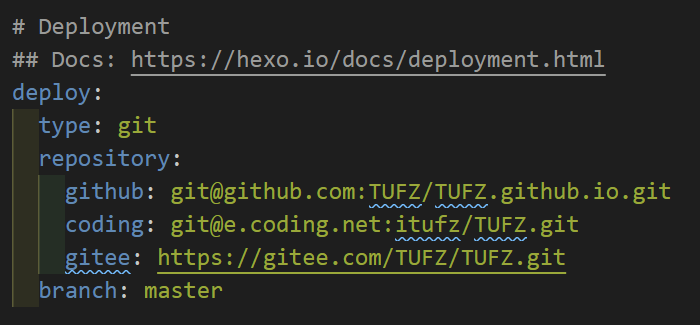 # Deployment
## Docs: https://hexo.io/docs/deployment.html
deploy:
  type: git
  repository:
    github: git@github.com:TUFZ/TUFZ.github.io.git
    coding: git@e.coding.net:itufz/TUFZ.git
    gitee: https://gitee.com/TUFZ/TUFZ.git
  branch: master